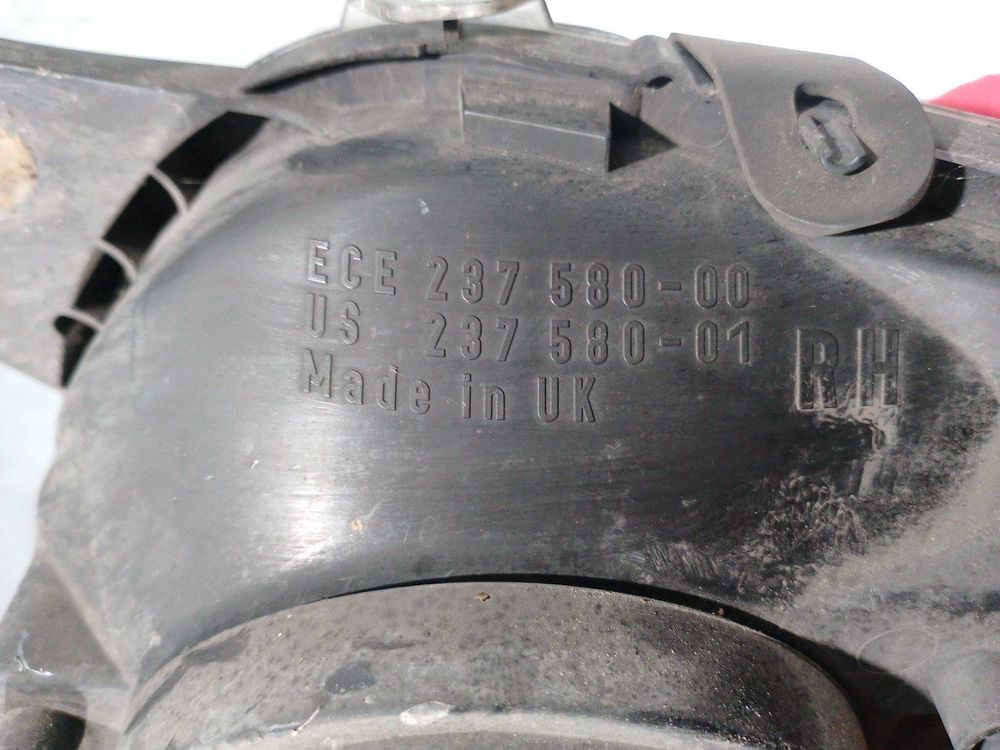 ECE 237 580-00
US 237 580-01
Made in UK
RH